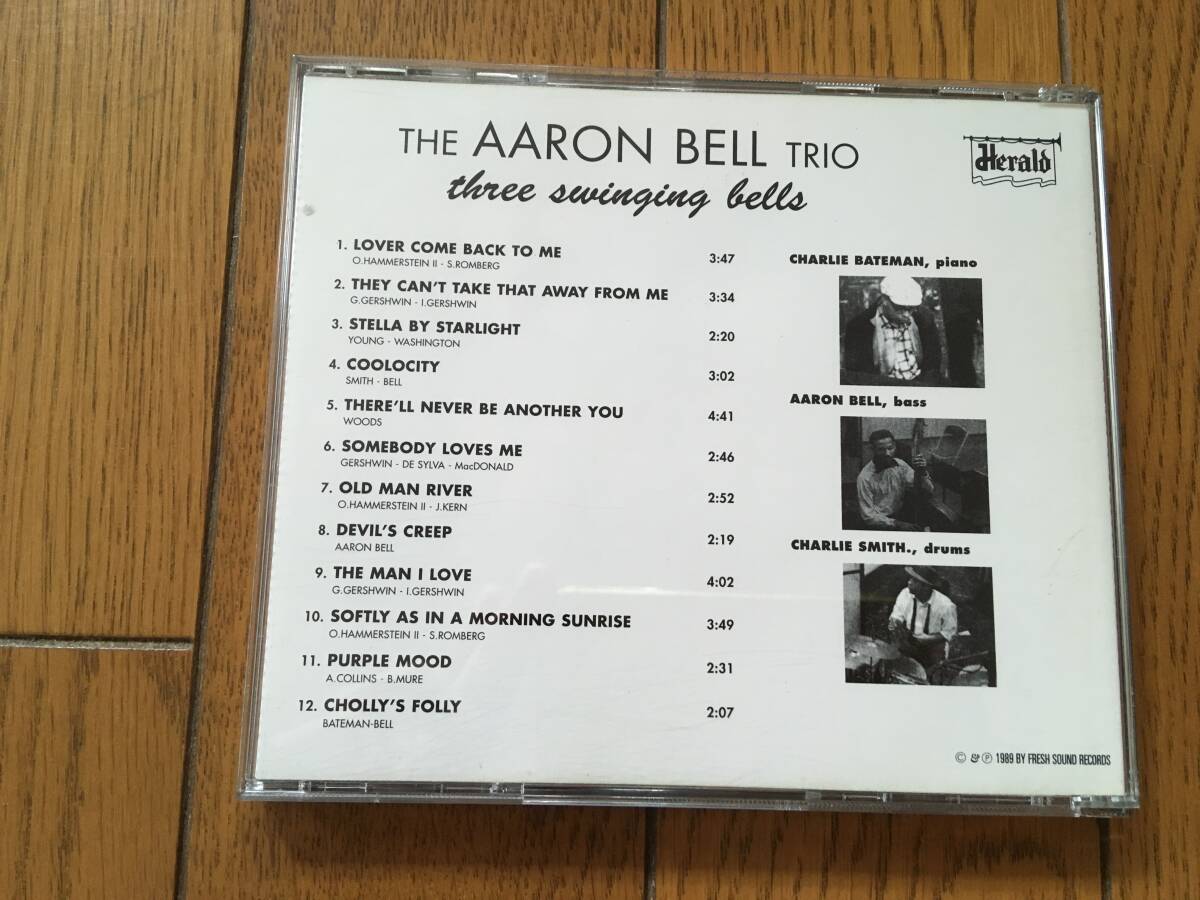 THE AARON BELL TRIO
three swinging bells
Herald
1. LOVER COME BACK TO ME 3:47
O.HAMMERSTEIN II - S.ROMBERG
2. THEY CAN'T TAKE THAT AWAY FROM ME 3:34
G.GERSHWIN - I.GERSHWIN
3. STELLA BY STARLIGHT 2:20
YOUNG - WASHINGTON
4. COOLOCITY 3:02
SMITH - BELL
5. THERE'LL NEVER BE ANOTHER YOU 4:41
WOODS
6. SOMEBODY LOVES ME 2:46
GERSHWIN - DE SYLVA - MacDONALD
7. OLD MAN RIVER 2:52
O.HAMMERSTEIN II - J.KERN
8. DEVIL'S CREEP 2:19
AARON BELL
9. THE MAN I LOVE 4:02
G.GERSHWIN - I.GERSHWIN
10. SOFTLY AS IN A MORNING SUNRISE 3:49
O.HAMMERSTEIN II - S.ROMBERG
11. PURPLE MOOD 2:31
A.COLLINS - B.MURE
12. CHOLLY'S FOLLY 2:07
BATEMAN-BELL
CHARLIE BATEMAN, piano
AARON BELL, bass
CHARLIE SMITH., drums
© & ℗ 1989 BY FRESH SOUND RECORDS